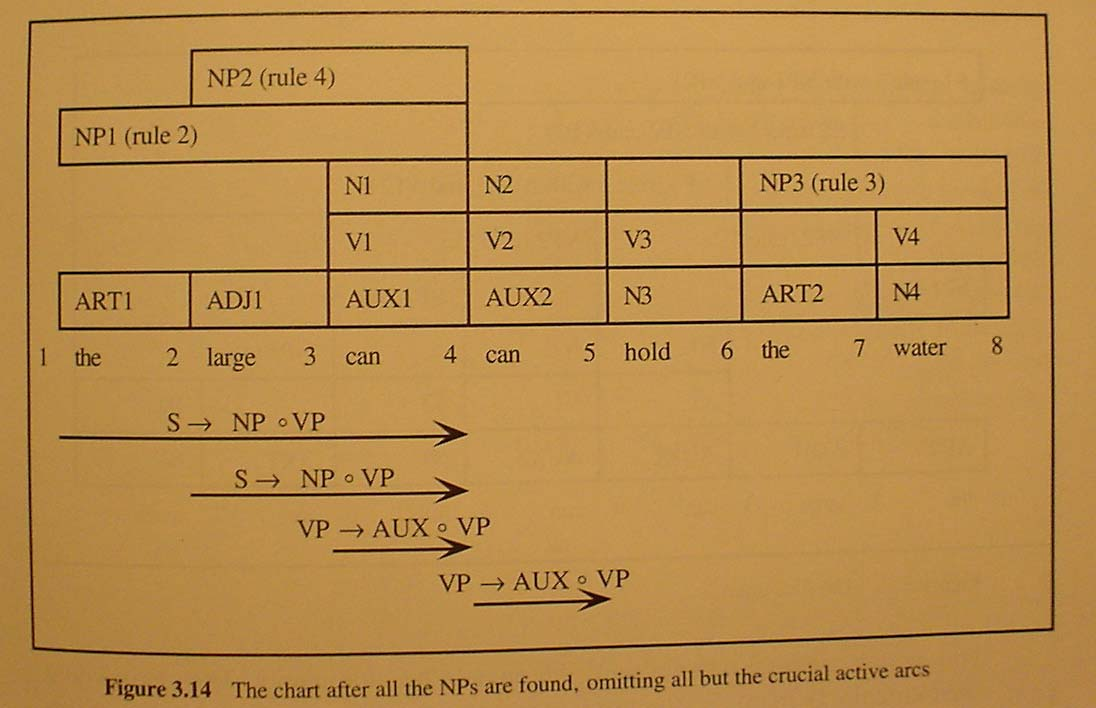 NP2 (rule 4)
NP1 (rule 2)
N1 N2 NP3 (rule 3)
V1 V2 V3 V4
ART1 ADJ1 AUX1 AUX2 N3 ART2 N4
1 the 2 large 3 can 4 can 5 hold 6 the 7 water 8
S → NP ∘ VP
S → NP ∘ VP
VP → AUX ∘ VP
VP → AUX ∘ VP
Figure 3.14 The chart after all the NPs are found, omitting all but the crucial active arcs